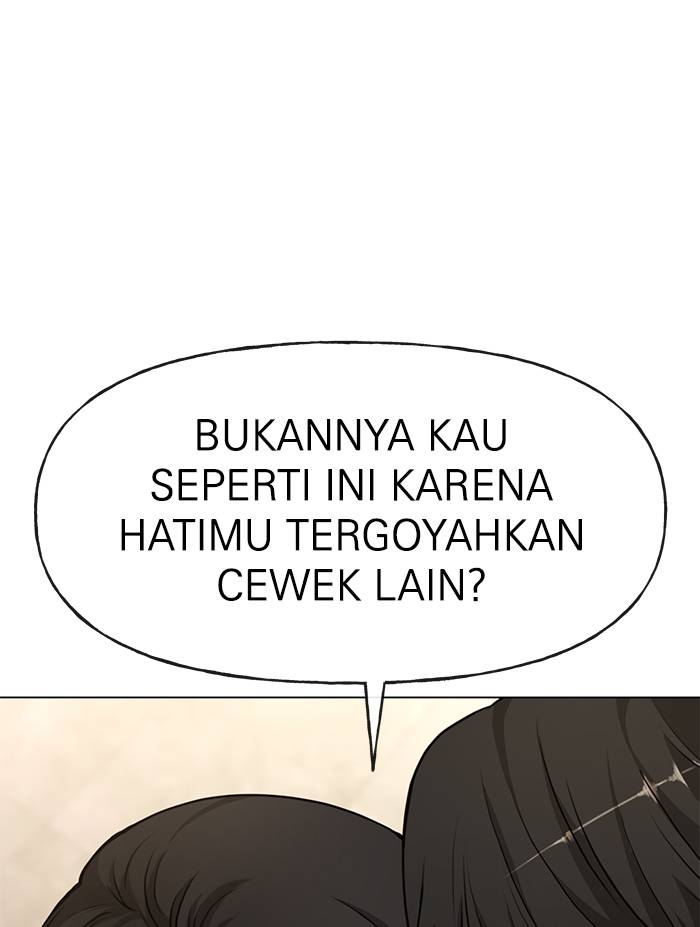 BUKANNYA KAU
SEPERTI INI KARENA
HATIMU TERGOYAHKAN
CEWEK LAIN?